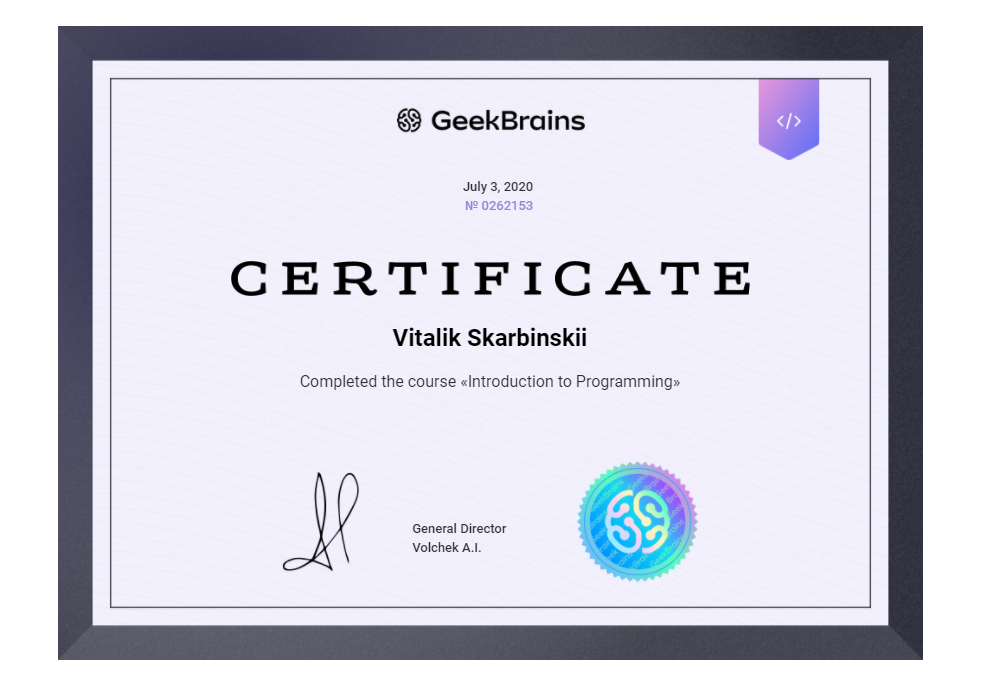 GeekBrains
</>
July 3, 2020
№ 0262153
CERTIFICATE
Vitalik Skarbinskii
Completed the course «Introduction to Programming»
General Director
Volchek A.I.